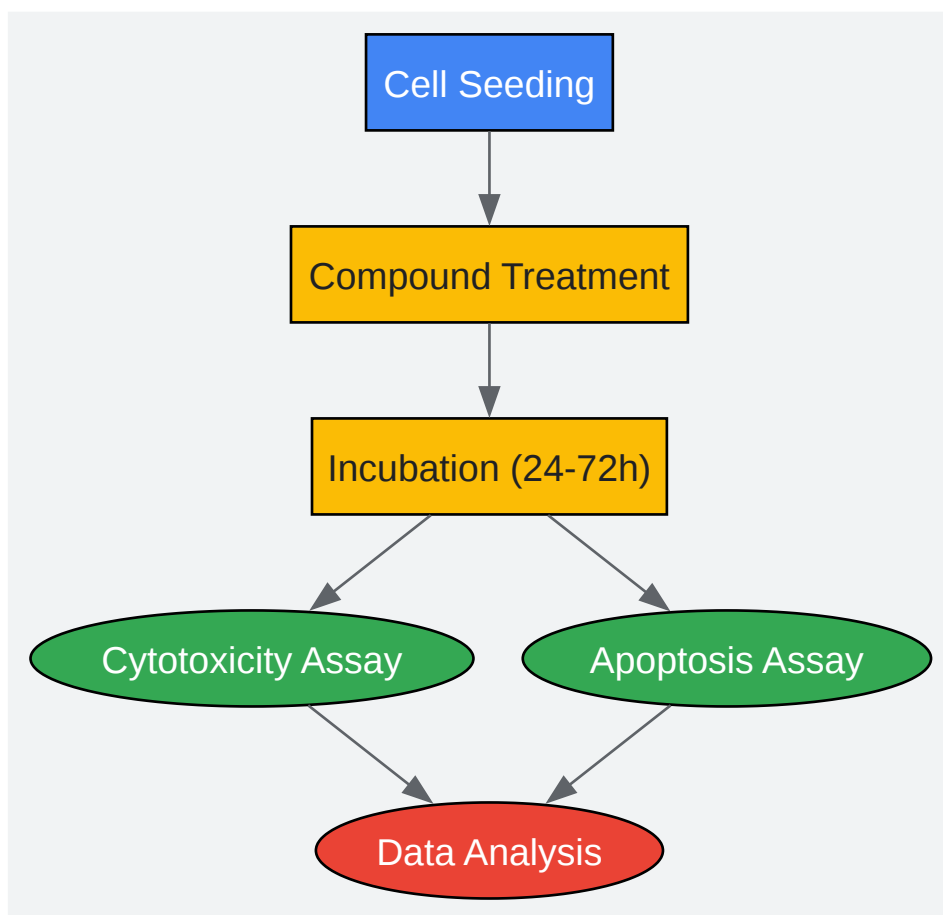 Cell Seeding
Compound Treatment
Incubation (24-72h)
Cytotoxicity Assay
Apoptosis Assay
Data Analysis